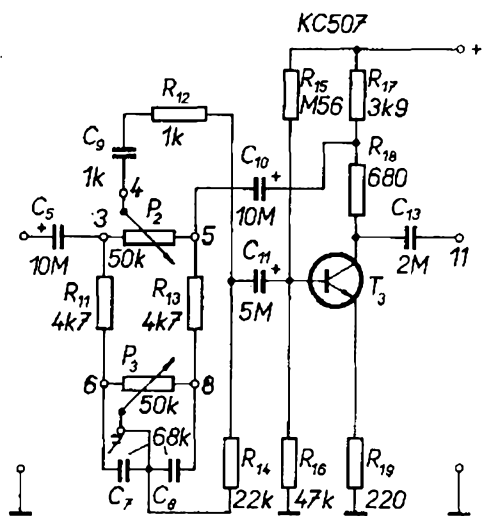 KC507
R15
M56
R17
3k9
+
R12
1k
C9
1k
4
R18
680
C10
+
10M
C5
+
10M
3
P2
50k
5
C11
+
5M
C13
2M
11
T3
R11
4k7
R13
4k7
6
P3
50k
8
7
68k
C7
C8
R14
22k
R16
47k
R19
220